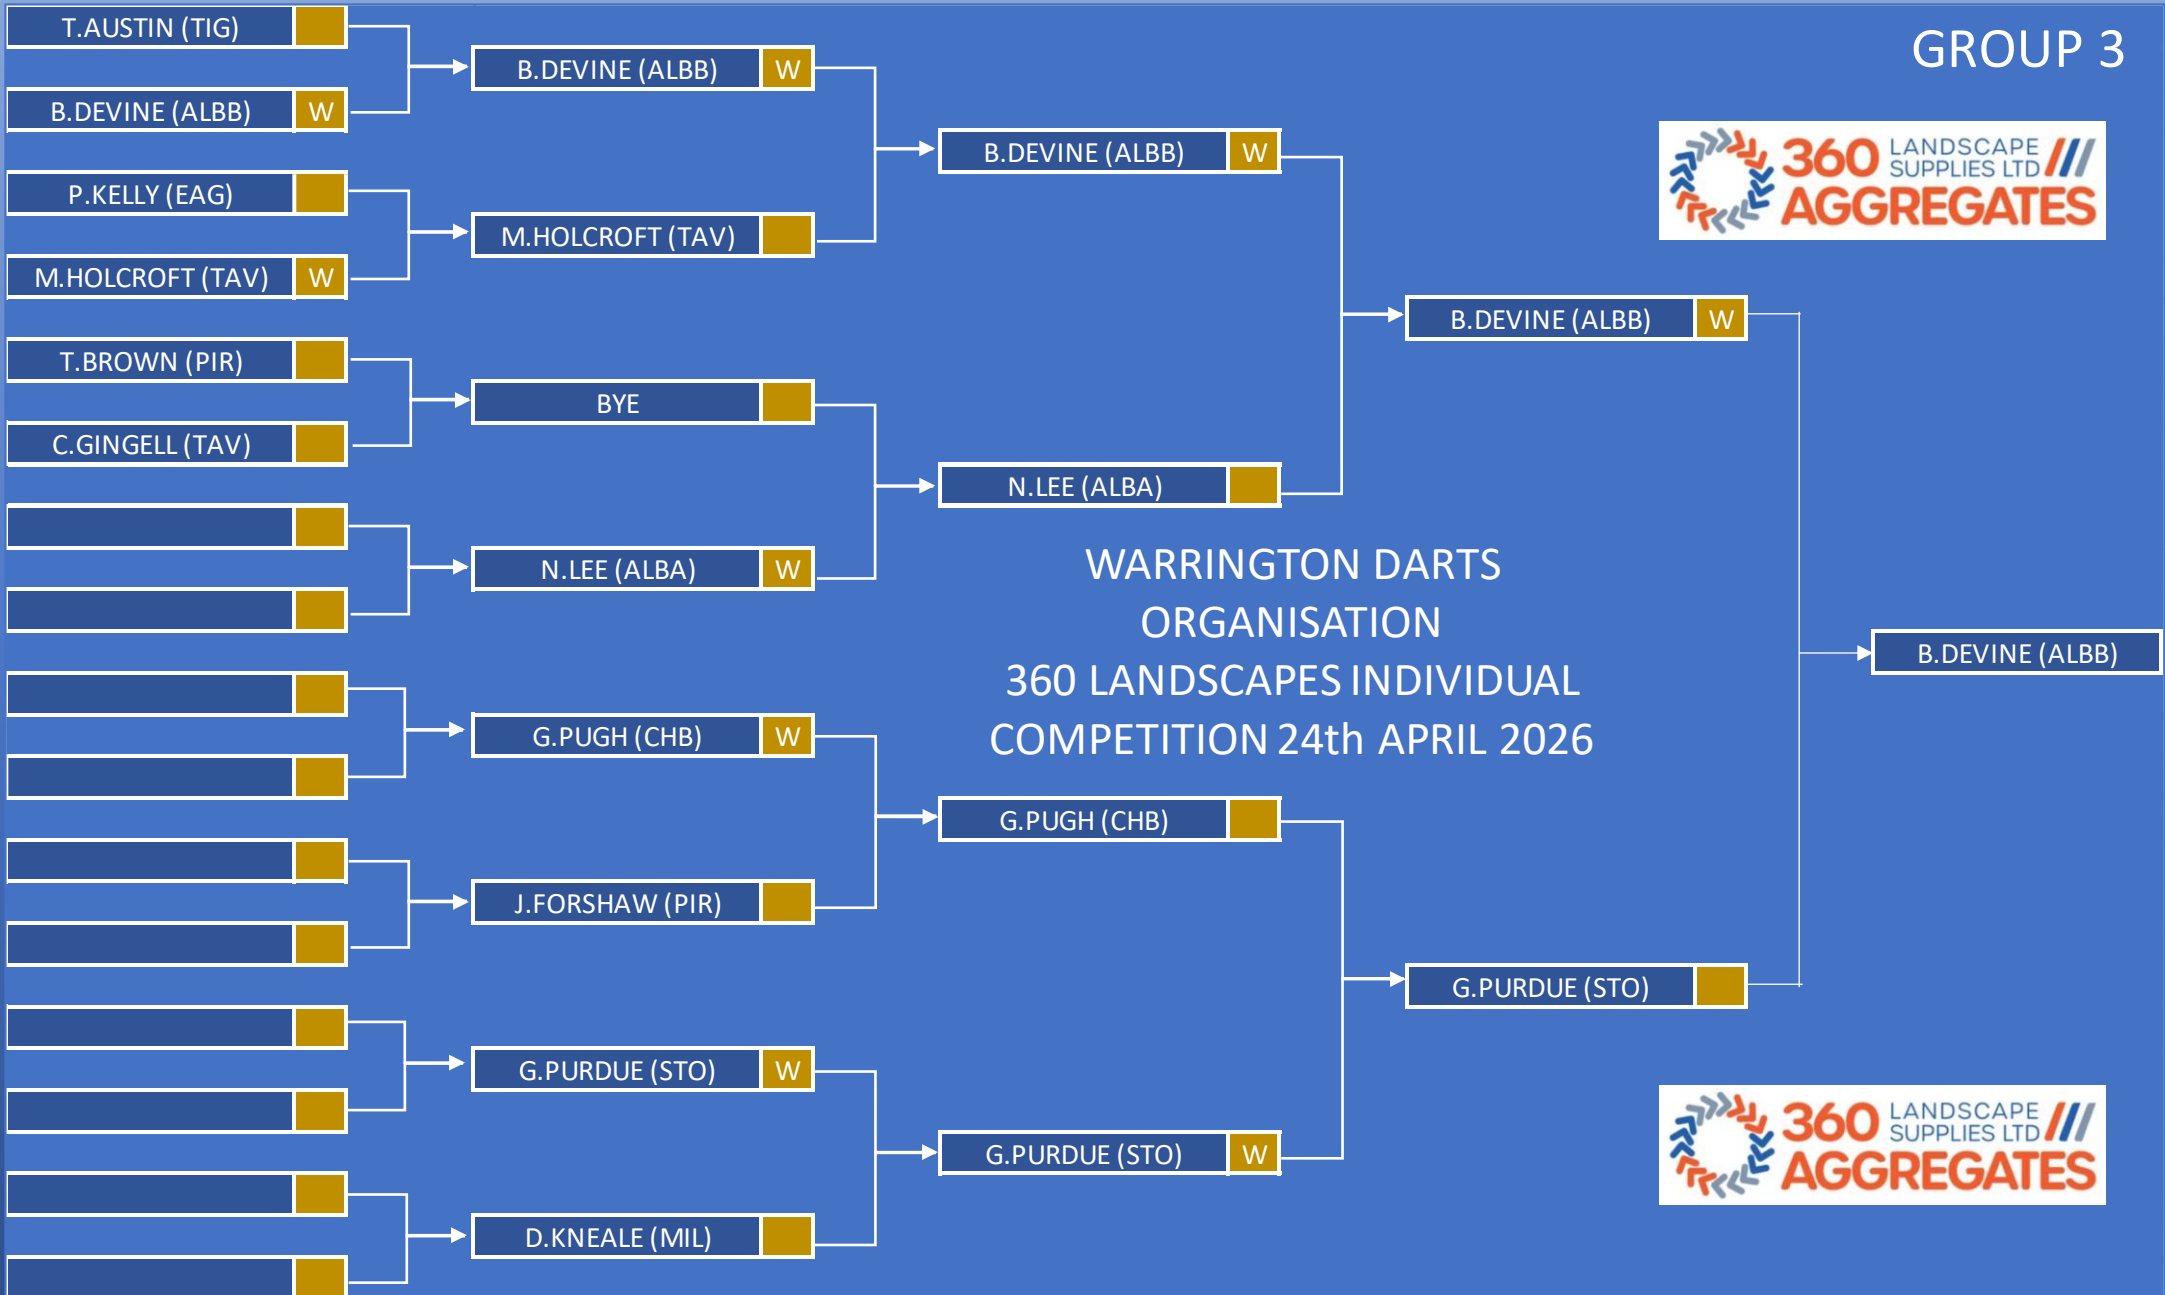 GROUP 3
T.AUSTIN (TIG)
B.DEVINE (ALBB) W
P.KELLY (EAG)
M.HOLCROFT (TAV) W
T.BROWN (PIR)
C.GINGELL (TAV)
B.DEVINE (ALBB) W
M.HOLCROFT (TAV)
BYE
N.LEE (ALBA) W
G.PUGH (CHB) W
J.FORSHAW (PIR)
G.PURDUE (STO) W
D.KNEALE (MIL)
B.DEVINE (ALBB) W
N.LEE (ALBA)
G.PUGH (CHB)
G.PURDUE (STO) W
WARRINGTON DARTS
ORGANISATION
360 LANDSCAPES INDIVIDUAL
COMPETITION 24th APRIL 2026
B.DEVINE (ALBB) W
G.PURDUE (STO)
B.DEVINE (ALBB)
360 LANDSCAPE
SUPPLIES LTD
AGGREGATES
360 LANDSCAPE
SUPPLIES LTD
AGGREGATES